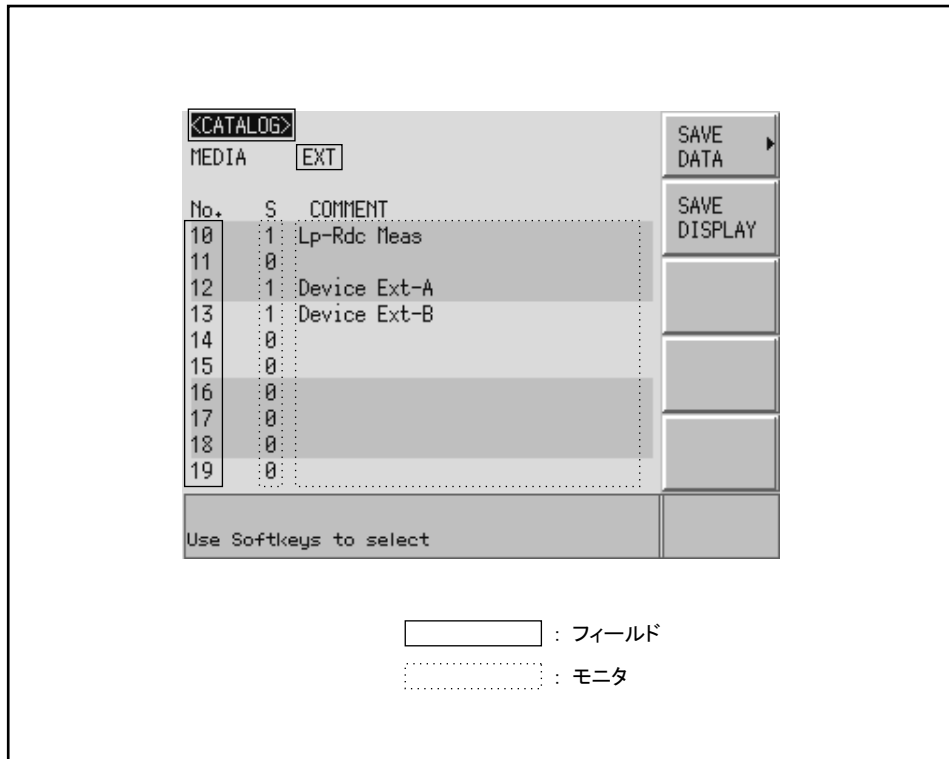 <CATALOG>
MEDIA EXT
No. S COMMENT
10 1 Lp-Rdc Meas
11 0
12 1 Device Ext-A
13 1 Device Ext-B
14 0
15 0
16 0
17 0
18 0
19 0
SAVE
DATA
SAVE
DISPLAY
Use Softkeys to select
: フィールド
: モニタ